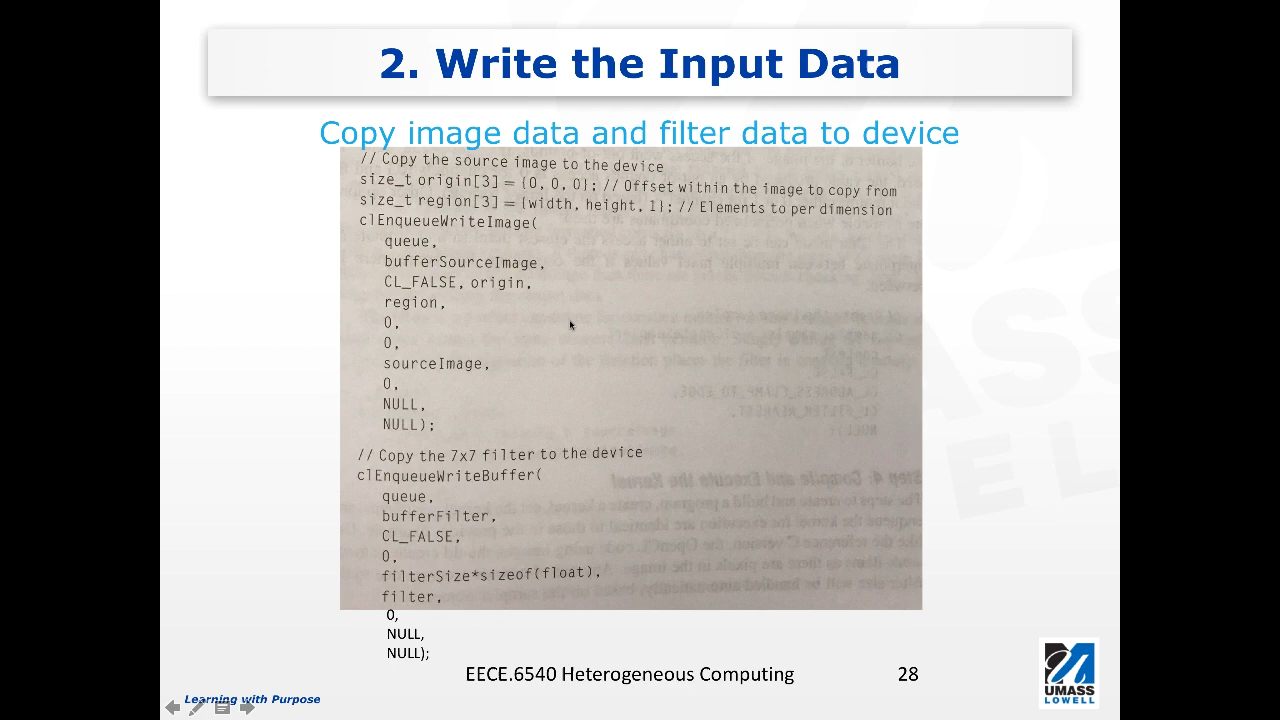 2. Write the Input Data
Copy image data and filter data to device
// Copy the source image to the device
size_t origin[3] = {0, 0, 0}; // Offset within the image to copy from
size_t region[3] = {width, height, 1}; // Elements to per dimension
clEnqueueWriteImage(
queue,
bufferSourceImage,
CL_FALSE, origin,
region,
0,
0,
sourceImage,
0,
NULL,
NULL);
// Copy the 7x7 filter to the device
clEnqueueWriteBuffer(
queue,
bufferFilter,
CL_FALSE,
0,
filterSize*sizeof(float),
filter,
0,
NULL,
NULL);
EECE.6540 Heterogeneous Computing
28
Learning with Purpose
UMASS
LOWELL